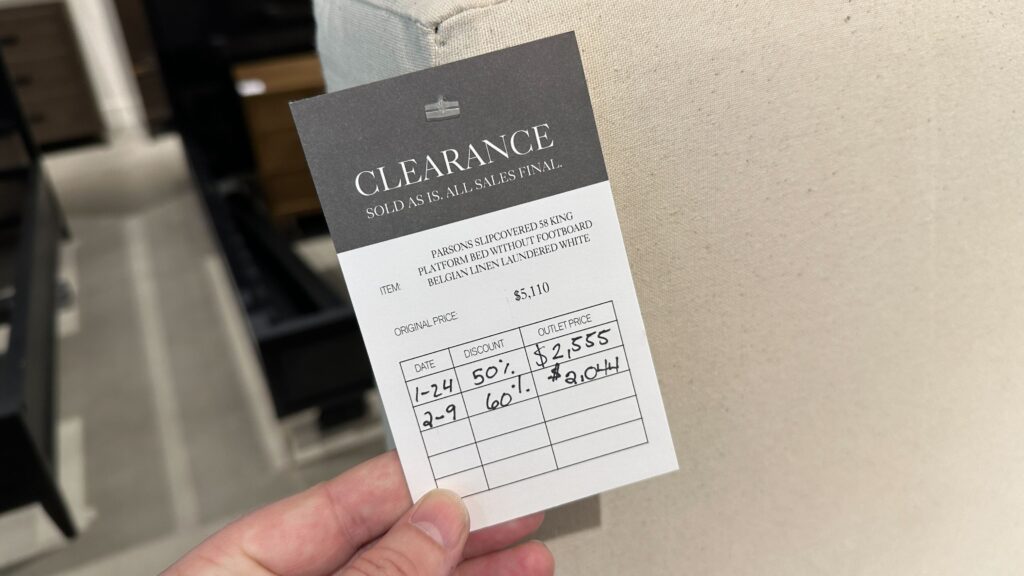 CLEARANCE
SOLD AS IS. ALL SALES FINAL.
ITEM: PARSONS SLIPCOVERED 58 KING
PLATFORM BED WITHOUT FOOTBOARD
BELGIAN LINEN LAUNDERED WHITE
ORIGINAL PRICE: $5,110
DATE DISCOUNT OUTLET PRICE
1-24 50% $2,555
2-9 60% $2,044